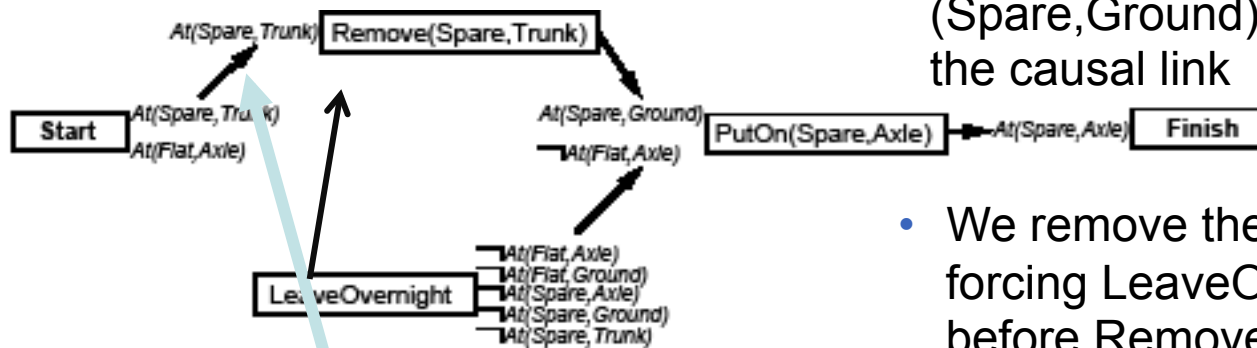 (Spare,Ground)
the causal link
At(Spare,Trunk)
Remove(Spare,Trunk)
Start
At(Spare,Trunk)
At(Flat,Axle)
At(Spare,Ground)
¬At(Flat,Axle)
PutOn(Spare,Axle)
At(Spare,Axle)
Finish
LeaveOvernight
¬At(Flat,Axle)
¬At(Flat,Ground)
¬At(Spare,Axle)
¬At(Spare,Ground)
¬At(Spare,Trunk)
• We remove the
forcing LeaveO
before Remove